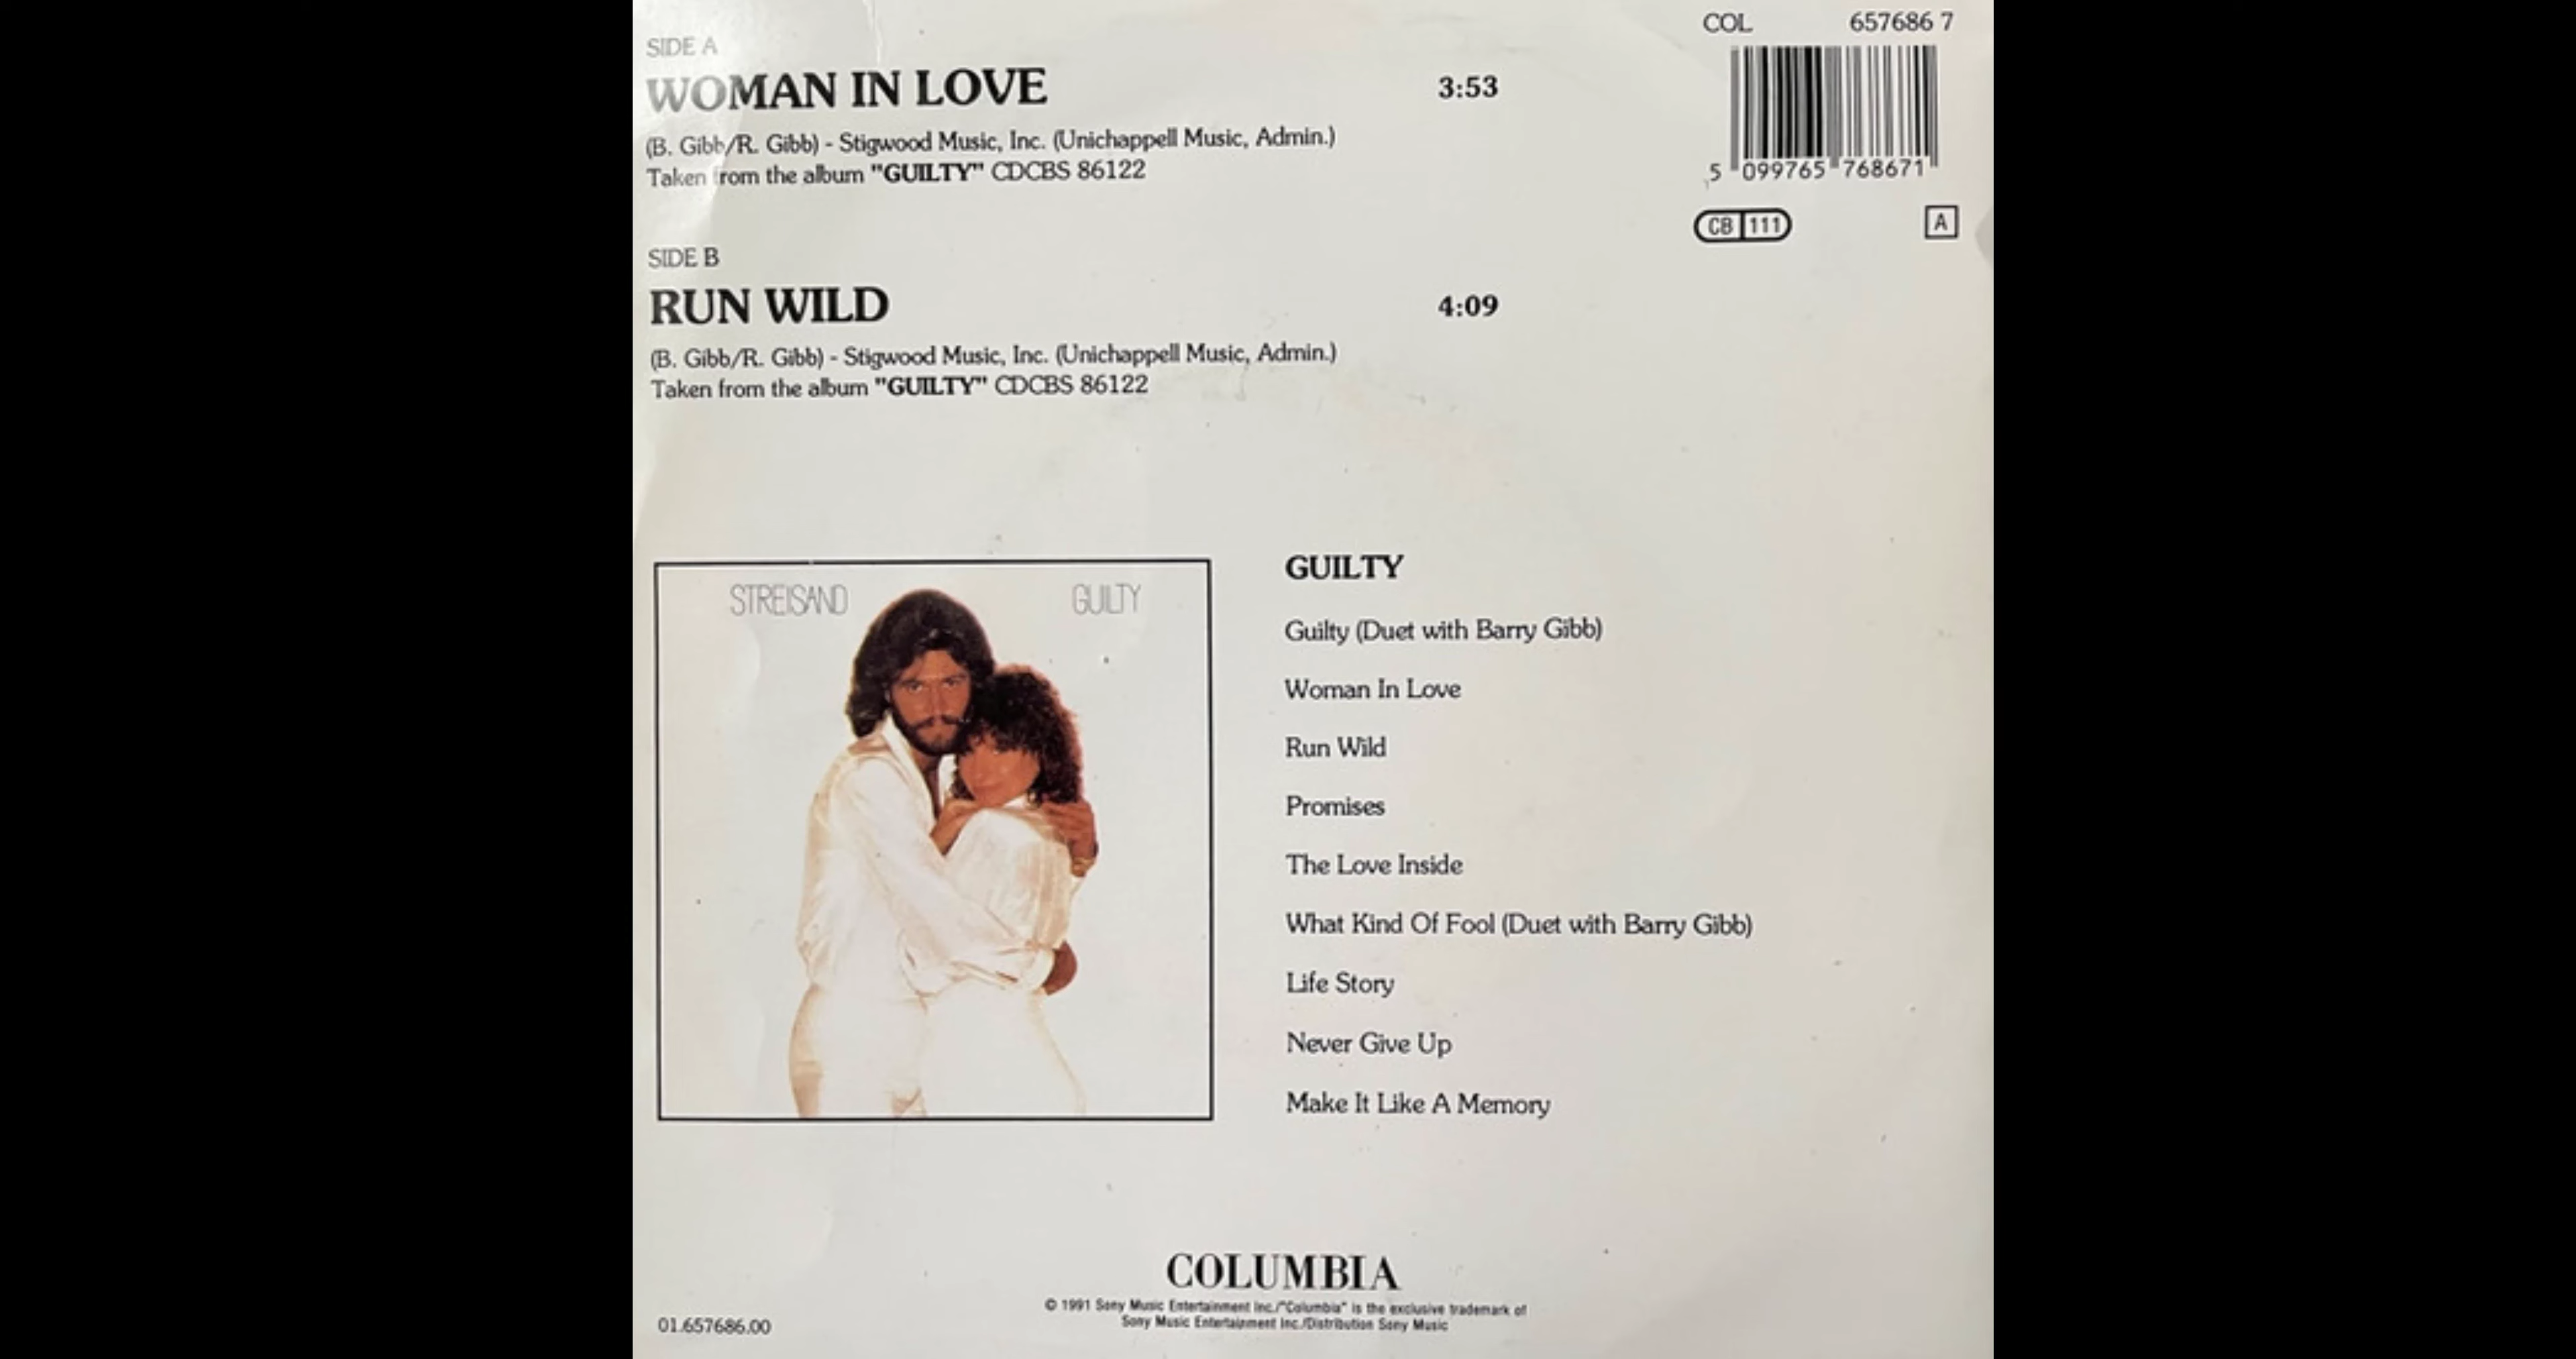 COL 657686 7
SIDE A
WOMAN IN LOVE 3:53
(B. Gibb/R. Gibb) - Stigwood Music, Inc. (Unichappell Music, Admin.)
Taken from the album "GUILTY" CDCBS 86122
5 099765 768671
CB 111 A
SIDE B
RUN WILD 4:09
(B. Gibb/R. Gibb) - Stigwood Music, Inc. (Unichappell Music, Admin.)
Taken from the album "GUILTY" CDCBS 86122
STREISAND GUILTY
GUILTY
Guilty (Duet with Barry Gibb)
Woman In Love
Run Wild
Promises
The Love Inside
What Kind Of Fool (Duet with Barry Gibb)
Life Story
Never Give Up
Make It Like A Memory
COLUMBIA
© 1991 Sony Music Entertainment Inc./"Columbia" is the exclusive trademark of
Sony Music Entertainment Inc./Distribution Sony Music
01.657686.00